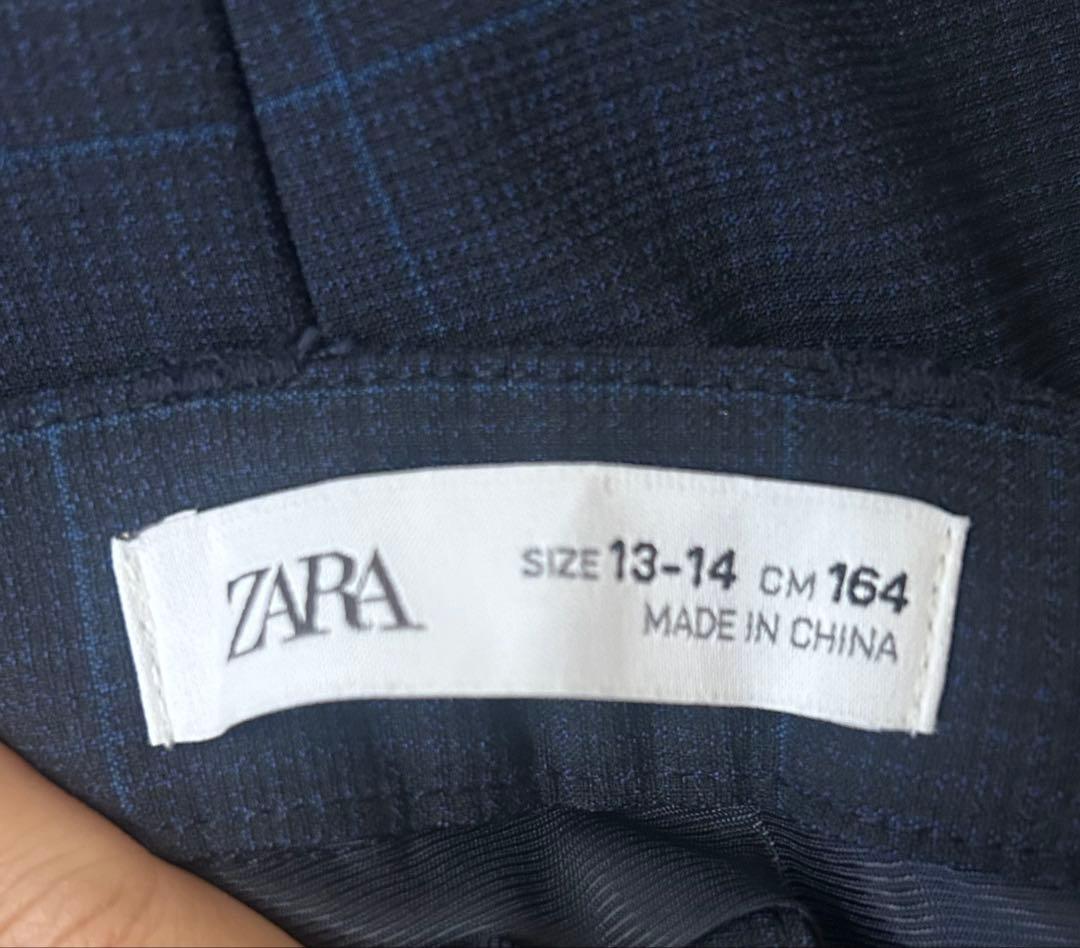 ZARA
SIZE 13-14 CM 164
MADE IN CHINA